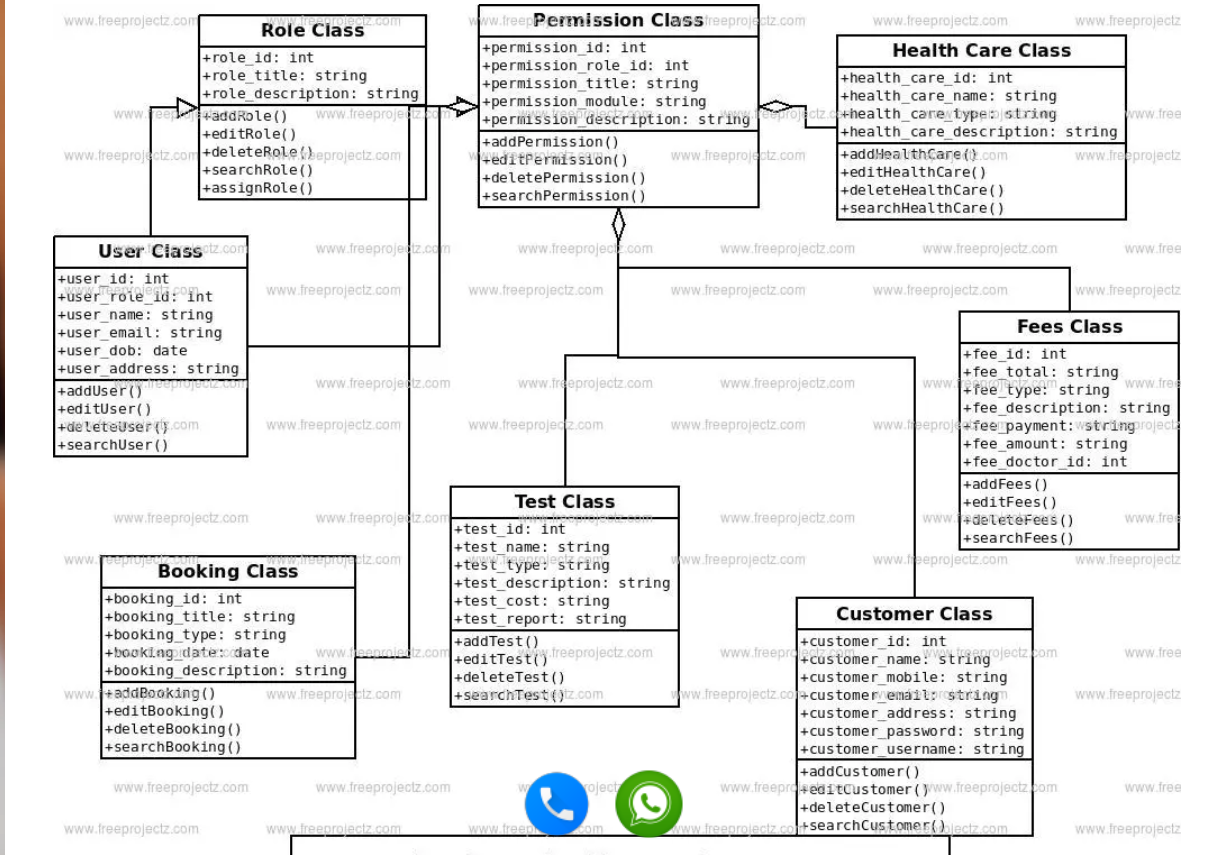 Role Class
+role_id: int
+role_title: string
+role_description: string
+addRole()
+editRole()
+deleteRole()
+searchRole()
+assignRole()
Permission Class
+permission_id: int
+permission_role_id: int
+permission_title: string
+permission_module: string
+permission_description: string
+addPermission()
+editPermission()
+deletePermission()
+searchPermission()
Health Care Class
+health_care_id: int
+health_care_name: string
+health_care_type: string
+health_care_description: string
+addHealthCare()
+editHealthCare()
+deleteHealthCare()
+searchHealthCare()
User Class
+user_id: int
+user_role_id: int
+user_name: string
+user_email: string
+user_dob: date
+user_address: string
+addUser()
+editUser()
+deleteUser()
+searchUser()
Fees Class
+fee_id: int
+fee_total: string
+fee_type: string
+fee_description: string
+fee_payment: string
+fee_amount: string
+fee_doctor_id: int
+addFees()
+editFees()
+deleteFees()
+searchFees()
Test Class
+test_id: int
+test_name: string
+test_type: string
+test_description: string
+test_cost: string
+test_report: string
+addTest()
+editTest()
+deleteTest()
+searchTest()
Booking Class
+booking_id: int
+booking_title: string
+booking_type: string
+booking_date: date
+booking_description: string
+addBooking()
+editBooking()
+deleteBooking()
+searchBooking()
Customer Class
+customer_id: int
+customer_name: string
+customer_mobile: string
+customer_email: string
+customer_address: string
+customer_password: string
+customer_username: string
+addCustomer()
+editCustomer()
+deleteCustomer()
+searchCustomer()
www.freeprojectz.com